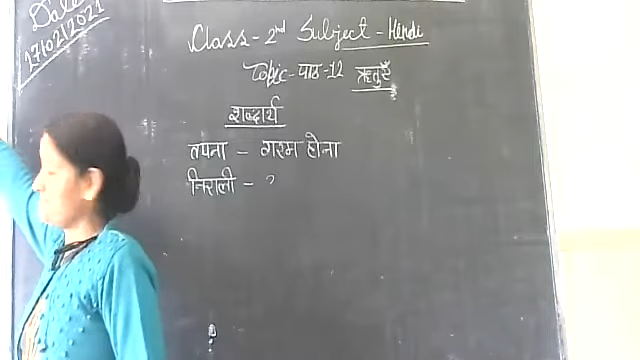 Date
17/02/2021
Class - 2nd Subject - Hindi
Topic - पाठ - 12 ऋतुएँ
शब्दार्थ
तपना - गरम होना
निराली -